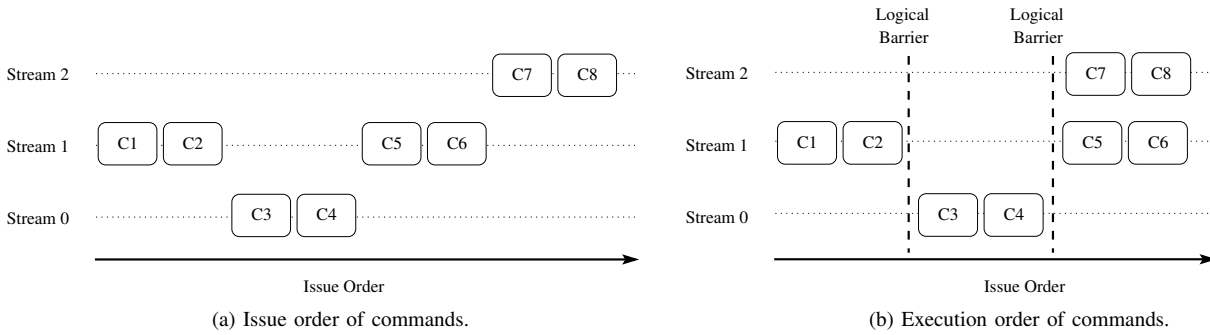 Stream 2
C7
C8
Stream 1
C1
C2
C5
C6
Stream 0
C3
C4
Issue Order
(a) Issue order of commands.
Logical
Barrier
Logical
Barrier
Stream 2
C7
C8
Stream 1
C1
C2
C5
C6
Stream 0
C3
C4
Issue Order
(b) Execution order of commands.